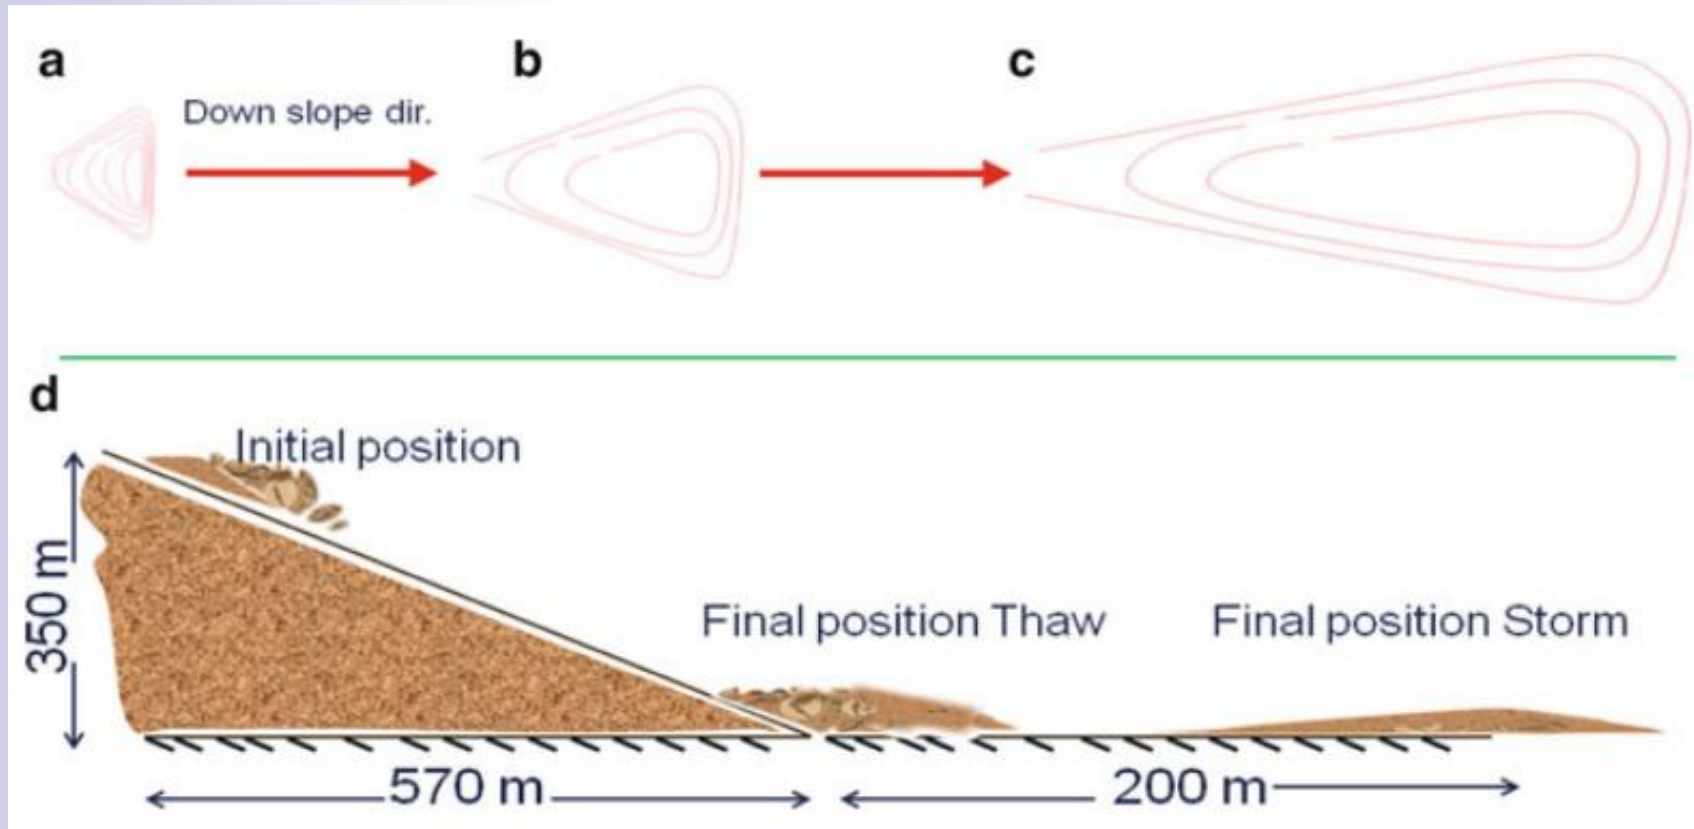 a
b
c
Down slope dir.
d
Initial position
350 m
Final position Thaw
Final position Storm
570 m
200 m